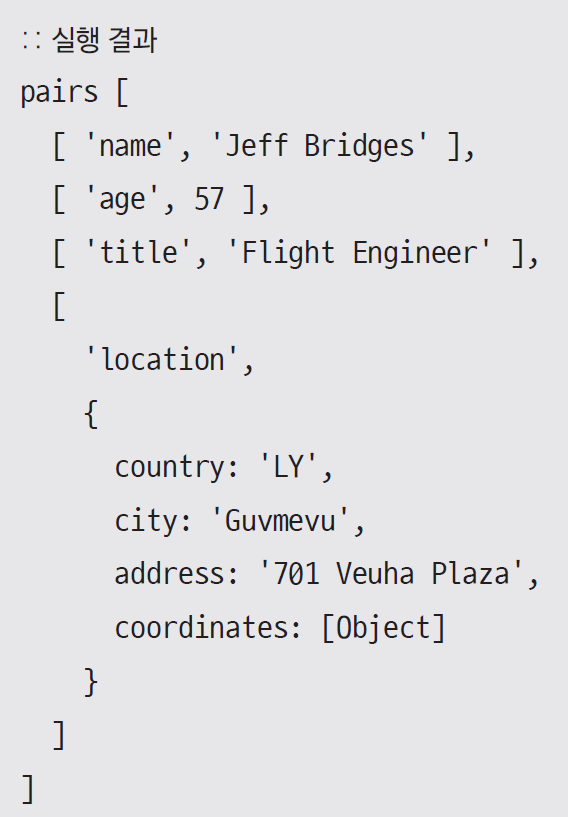 :: 실행 결과
pairs [
  [ 'name', 'Jeff Bridges' ],
  [ 'age', 57 ],
  [ 'title', 'Flight Engineer' ],
  [
    'location',
    {
      country: 'LY',
      city: 'Guvmevu',
      address: '701 Veuha Plaza',
      coordinates: [Object]
    }
  ]
]